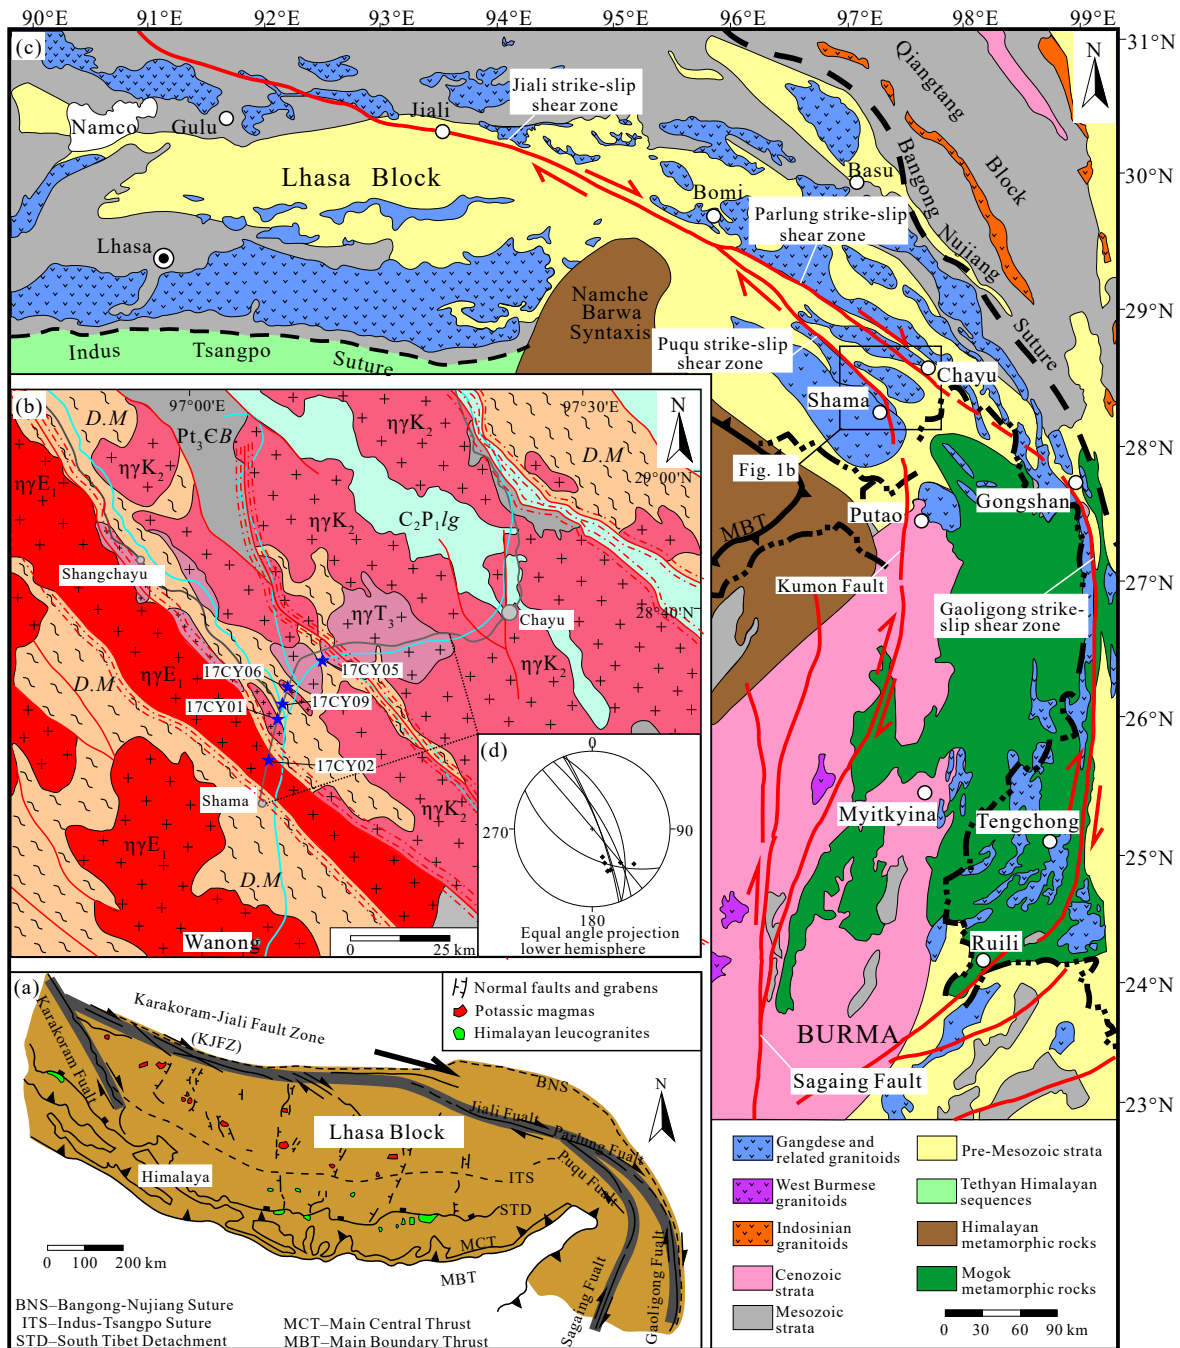 90°E 91°E 92°E 93°E 94°E 95°E 96°E 97°E 98°E 99°E
31°N
30°N
29°N
28°N
27°N
26°N
25°N
24°N
23°N
(c)
N
Namco
Gulu
Jiali
Jiali strike-slip
shear zone
Lhasa Block
Lhasa
Bomi
Basu
Qiangtang
Block
Bangong
Nujiang
Suture
Parlung strike-slip
shear zone
Namche
Barwa
Syntaxis
Puqu strike-slip
shear zone
Indus Tsangpo Suture
Chayu
Shama
Fig. 1b
MBT
Putao
Gongshan
Kumon Fault
Gaoligong strike-
slip shear zone
Myitkyina
Tengchong
Ruili
BURMA
Sagaing Fault
(b)
97°00′E
97°30′E
N
D.M
Pt₃ЄB
ηγK₂
ηγK₂
D.M
29°00′N
ηγE₁
ηγK₂
C₂P₁lg
Shangchayu
ηγT₃
28°40′N
Chayu
17CY06
17CY05
ηγK₂
D.M
ηγE₁
17CY01
17CY09
17CY02
Shama
ηγK₂
ηγE₁
D.M
Wanong
0 25 km
(d)
0
270
90
180
Equal angle projection
lower hemisphere
(a)
Karakoram-Jiali Fault Zone
(KJFZ)
Karakoram Fualt
Normal faults and grabens
Potassic magmas
Himalayan leucogranites
BNS
N
Jiali Fualt
Parlung Fualt
Puqu Fualt
Lhasa Block
Himalaya
ITS
STD
MCT
MBT
Sagaing Fualt
Gaoligong Fualt
0 100 200 km
BNS–Bangong-Nujiang Suture
ITS–Indus-Tsangpo Suture
STD–South Tibet Detachment
MCT–Main Central Thrust
MBT–Main Boundary Thrust
Gangdese and
related granitoids
Pre-Mesozoic strata
West Burmese
granitoids
Tethyan Himalayan
sequences
Indosinian
granitoids
Himalayan
metamorphic rocks
Cenozoic
strata
Mogok
metamorphic rocks
Mesozoic
strata
0 30 60 90 km